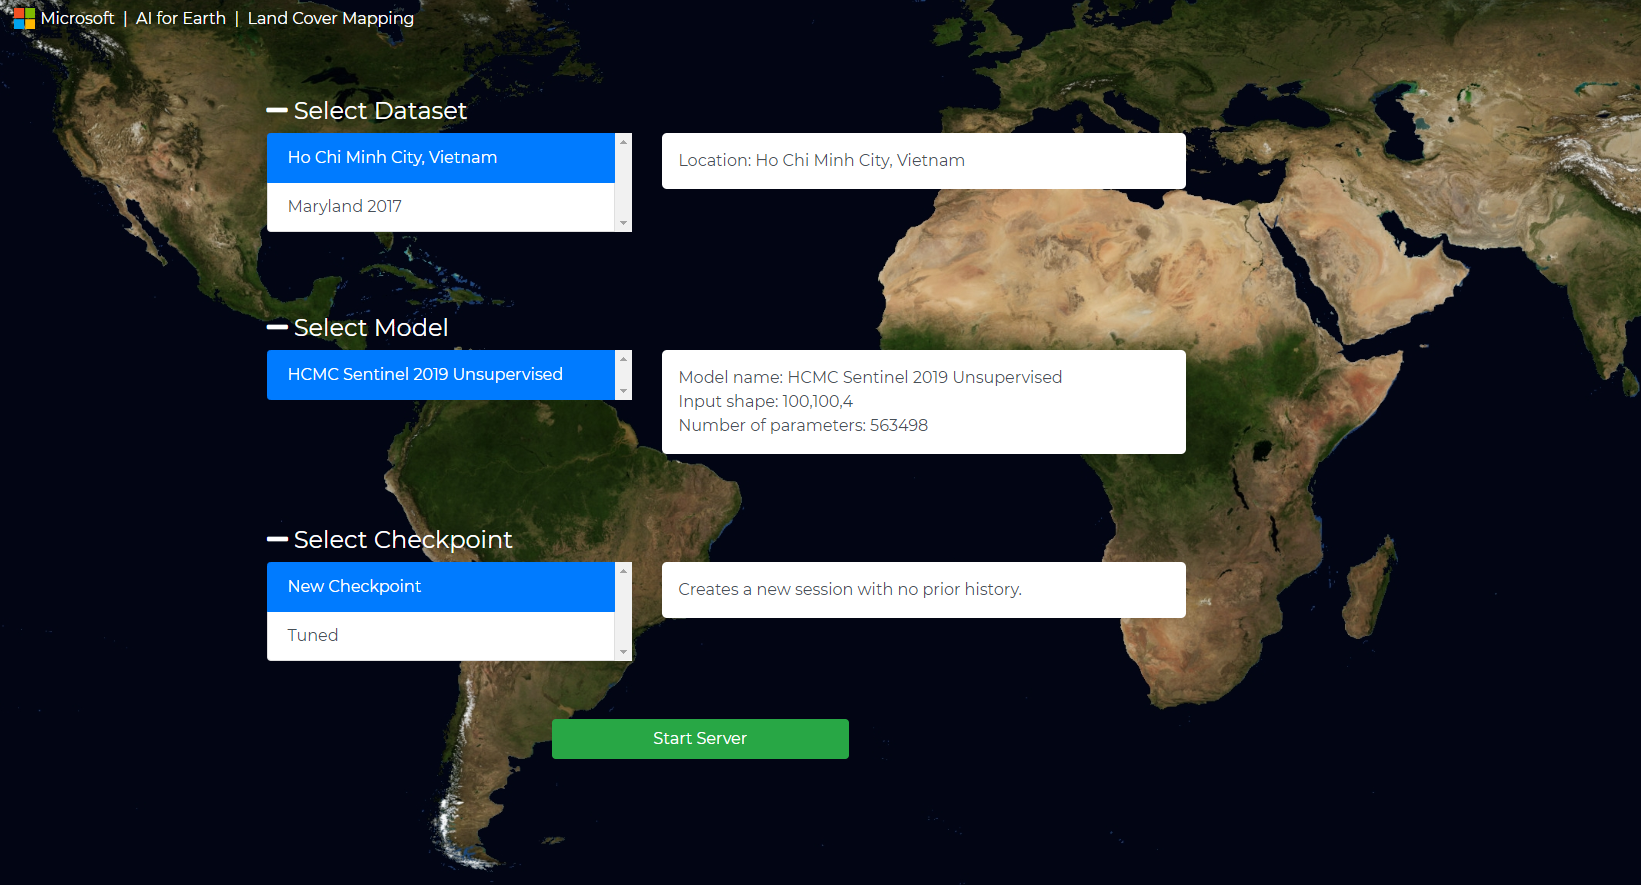 Microsoft | AI for Earth | Land Cover Mapping
Select Dataset
Ho Chi Minh City, Vietnam
Maryland 2017
Location: Ho Chi Minh City, Vietnam
Select Model
HCMC Sentinel 2019 Unsupervised
Model name: HCMC Sentinel 2019 Unsupervised
Input shape: 100,100,4
Number of parameters: 563498
Select Checkpoint
New Checkpoint
Tuned
Creates a new session with no prior history.
Start Server